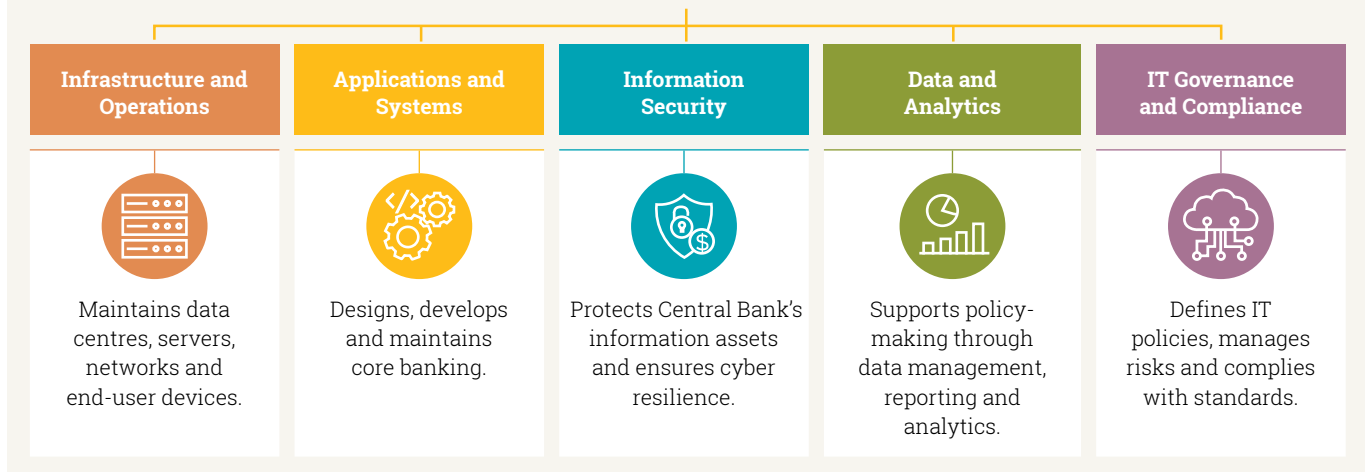 Infrastructure and
Operations
Maintains data
centres, servers,
networks and
end-user devices.
Applications and
Systems
</>
Designs, develops
and maintains
core banking.
Information
Security
$
Protects Central Bank's
information assets
and ensures cyber
resilience.
Data and
Analytics
Supports policy-
making through
data management,
reporting and
analytics.
IT Governance
and Compliance
Defines IT
policies, manages
risks and complies
with standards.